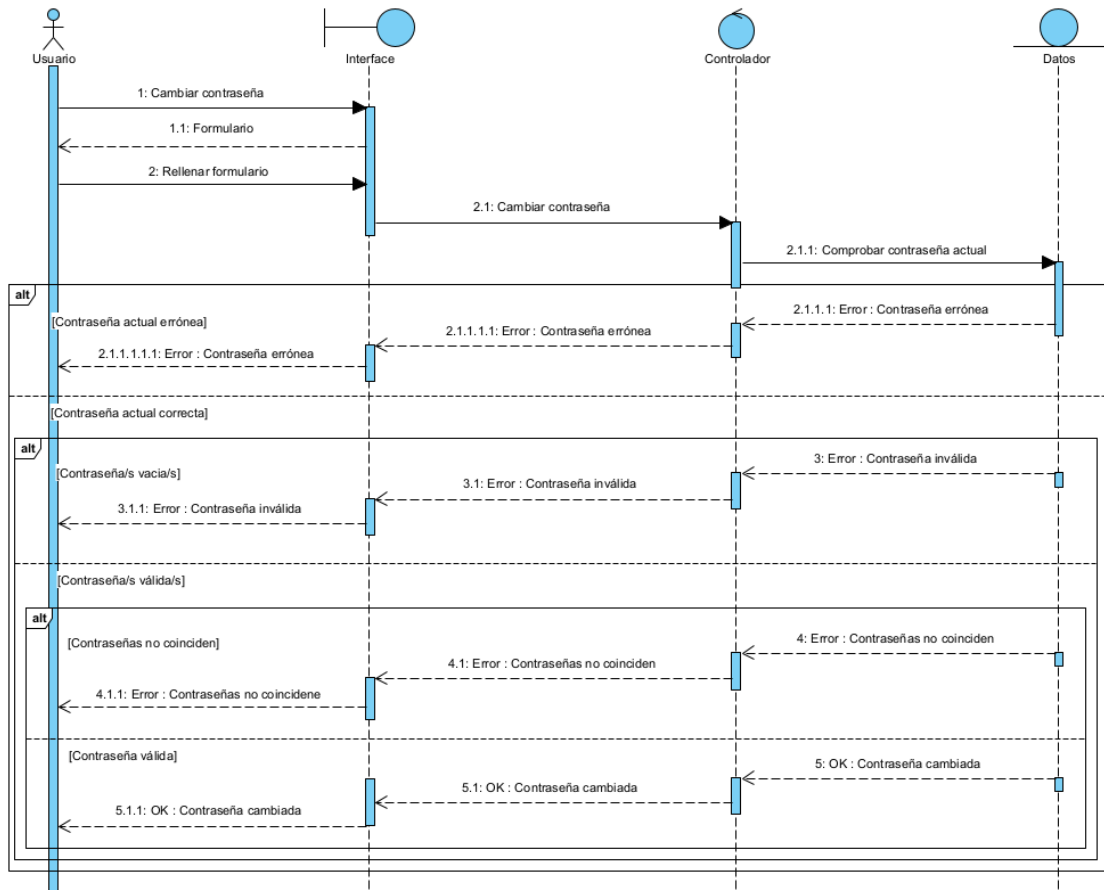 Usuario
Interface
Controlador
Datos
1: Cambiar contraseña
1.1: Formulario
2: Rellenar formulario
2.1: Cambiar contraseña
2.1.1: Comprobar contraseña actual
alt
[Contraseña actual errónea]
2.1.1.1: Error : Contraseña errónea
2.1.1.1.1: Error : Contraseña errónea
2.1.1.1.1.1: Error : Contraseña errónea
[Contraseña actual correcta]
alt
[Contraseña/s vacia/s]
3: Error : Contraseña inválida
3.1: Error : Contraseña inválida
3.1.1: Error : Contraseña inválida
[Contraseña/s válida/s]
alt
[Contraseñas no coinciden]
4: Error : Contraseñas no coinciden
4.1: Error : Contraseñas no coinciden
4.1.1: Error : Contraseñas no coincidene
[Contraseña válida]
5: OK : Contraseña cambiada
5.1: OK : Contraseña cambiada
5.1.1: OK : Contraseña cambiada